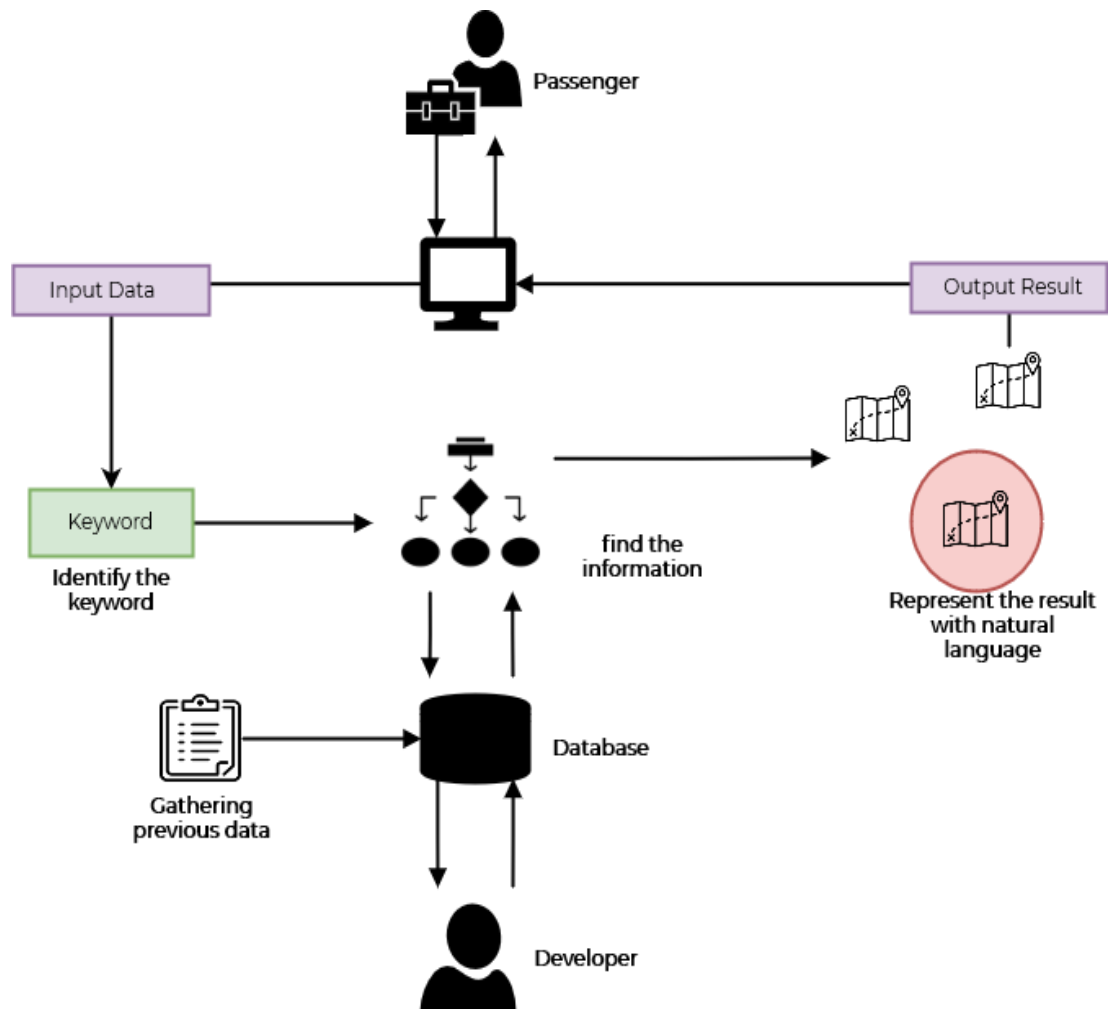 Passenger
Input Data
Output Result
Keyword
Identify the
keyword
find the
information
Represent the result
with natural
language
Database
Gathering
previous data
Developer